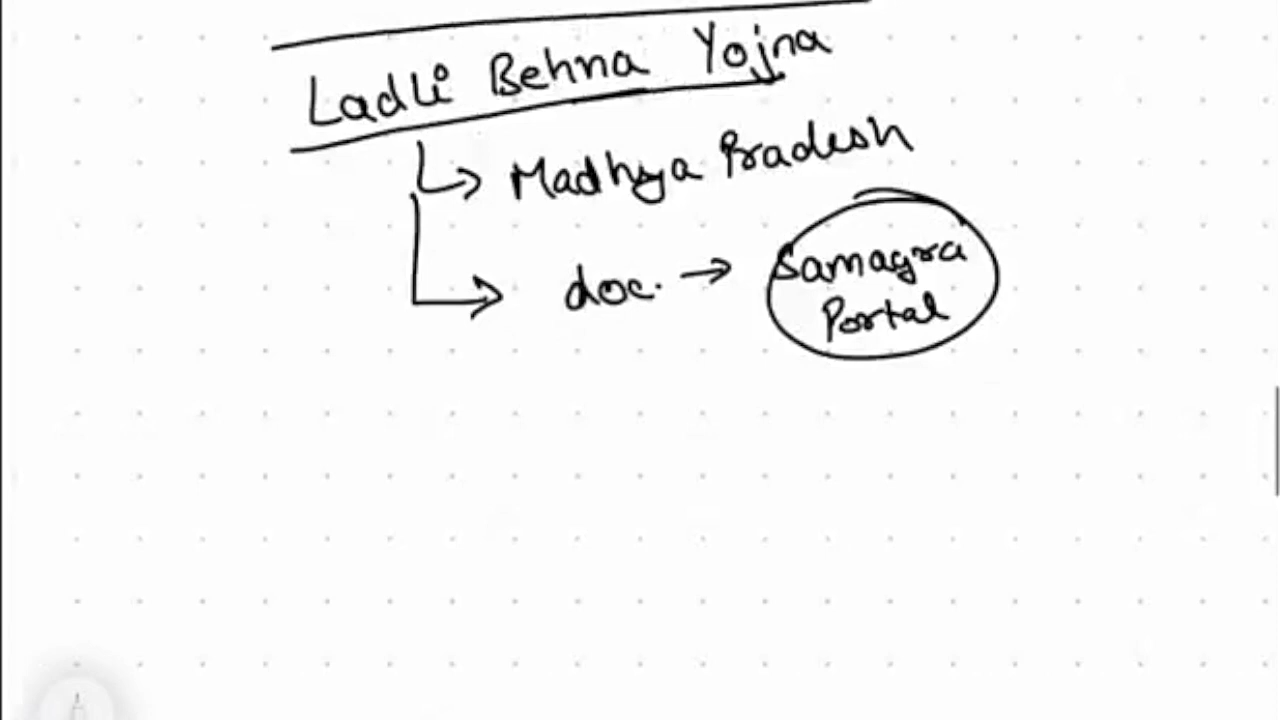 Ladli Behna Yojna
↳ Madhya Pradesh
↳ doc. → Samagra
Portal